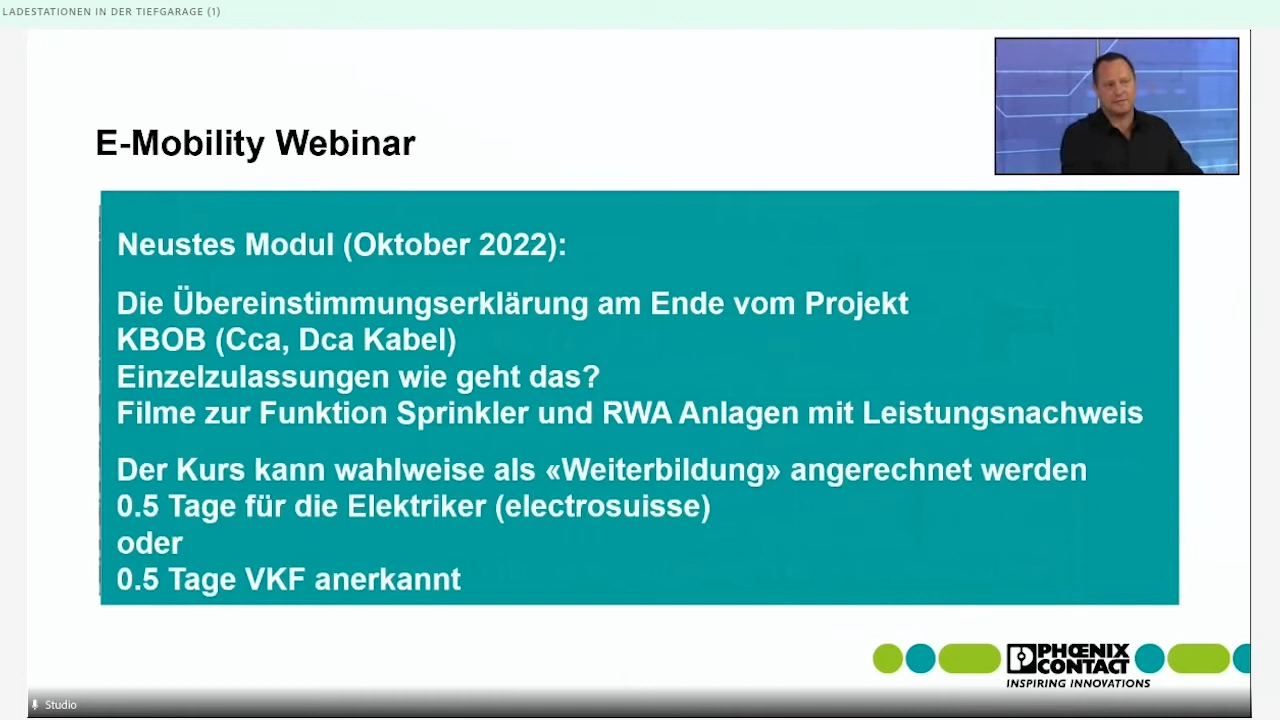 LADESTATIONEN IN DER TIEFGARAGE (1)
E-Mobility Webinar
Neustes Modul (Oktober 2022):
Die Übereinstimmungserklärung am Ende vom Projekt
KBOB (Cca, Dca Kabel)
Einzelzulassungen wie geht das?
Filme zur Funktion Sprinkler und RWA Anlagen mit Leistungsnachweis
Der Kurs kann wahlweise als «Weiterbildung» angerechnet werden
0.5 Tage für die Elektriker (electrosuisse)
oder
0.5 Tage VKF anerkannt
PHŒNIX
CONTACT
INSPIRING INNOVATIONS
Studio